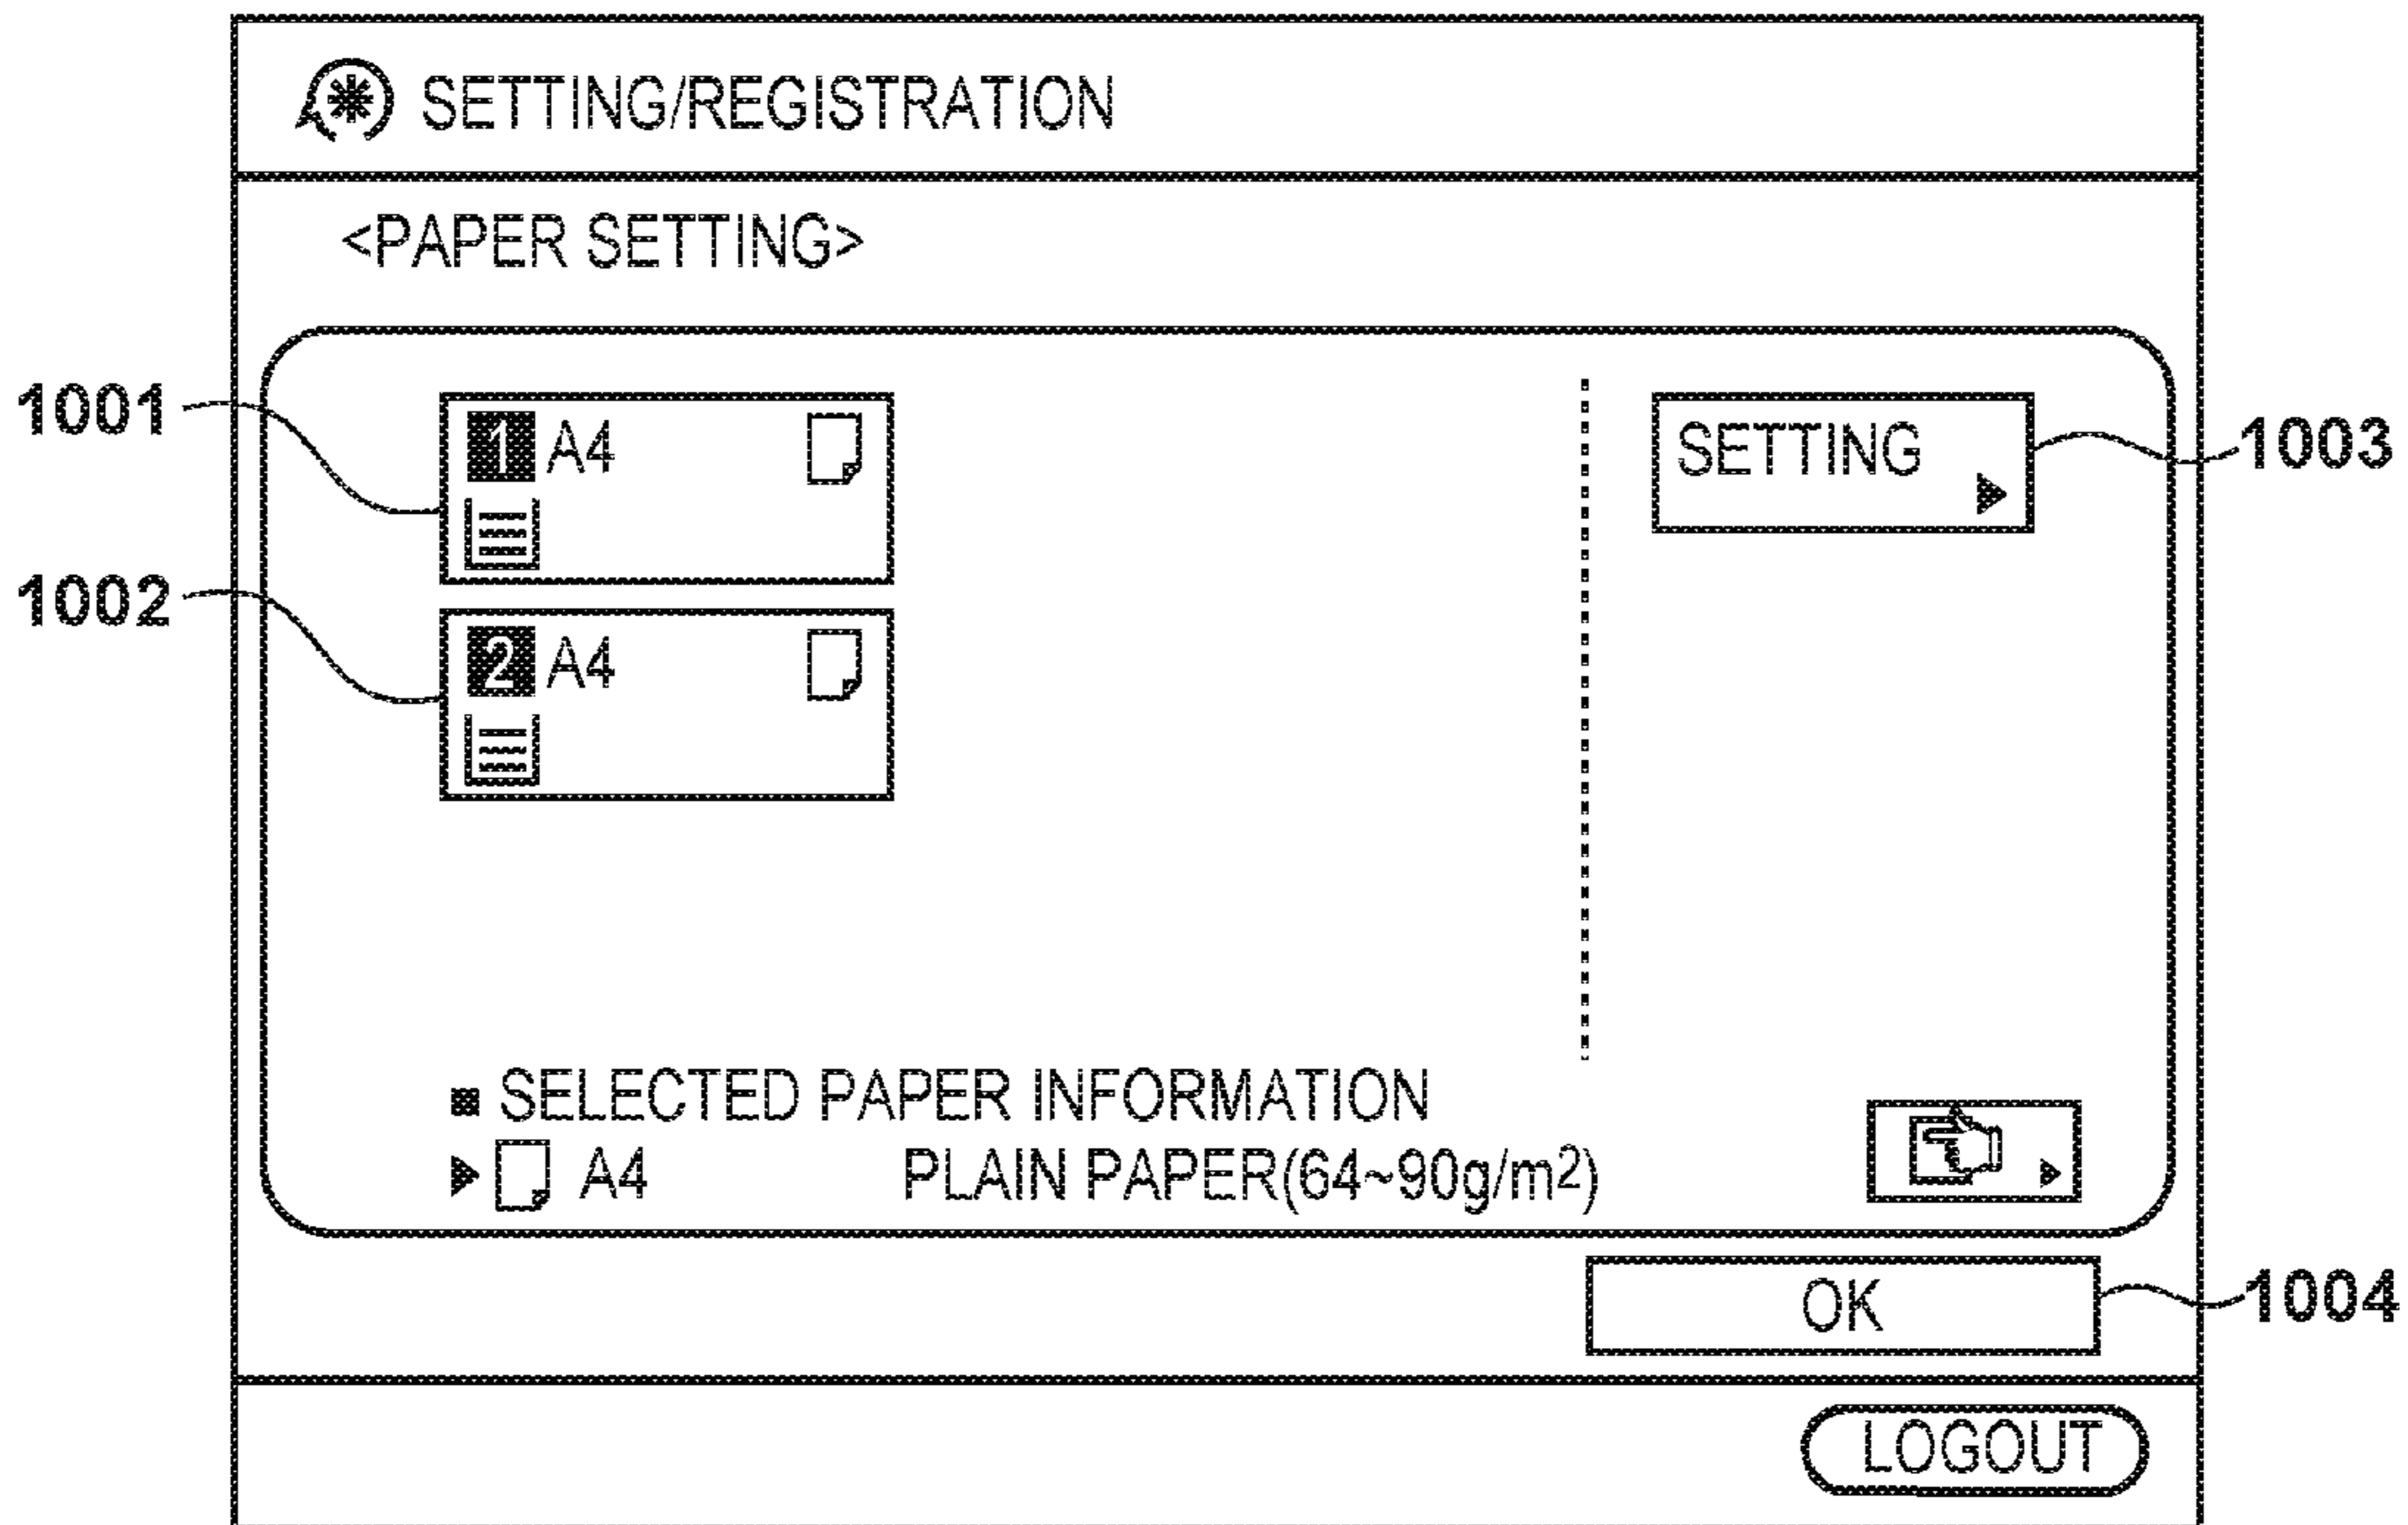 SETTING/REGISTRATION
<PAPER SETTING>
1001
1 A4
SETTING
1003
1002
2 A4
SELECTED PAPER INFORMATION
A4 PLAIN PAPER(64~90g/m2)
OK
1004
LOGOUT